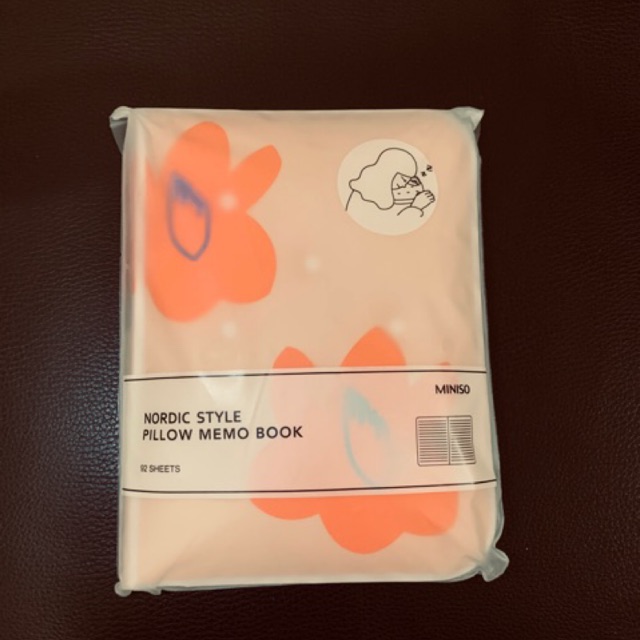 MINISO
NORDIC STYLE
PILLOW MEMO BOOK
92 SHEETS